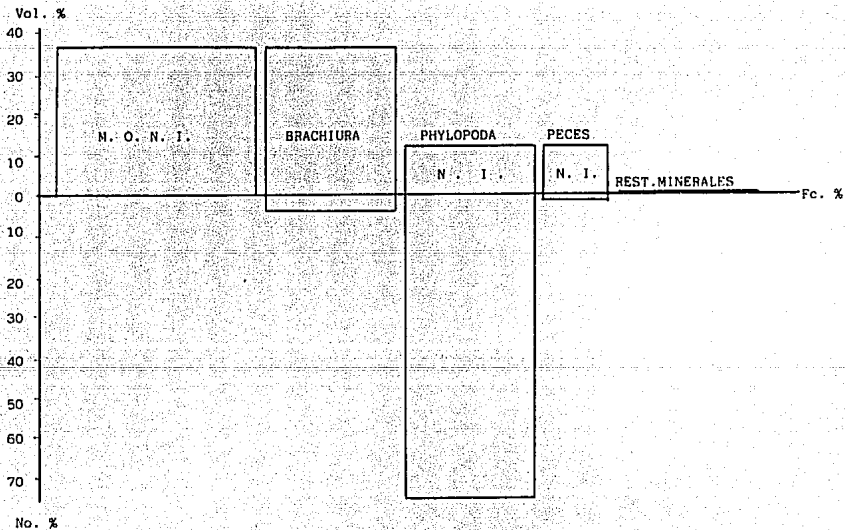 Vol. %
40
30
20
10
0
10
20
30
40
50
60
70
No. %
M. O. N. I.
BRACHIURA
PHYLOPODA
N. I.
PECES
N. I.
REST.MINERALES
Fc. %